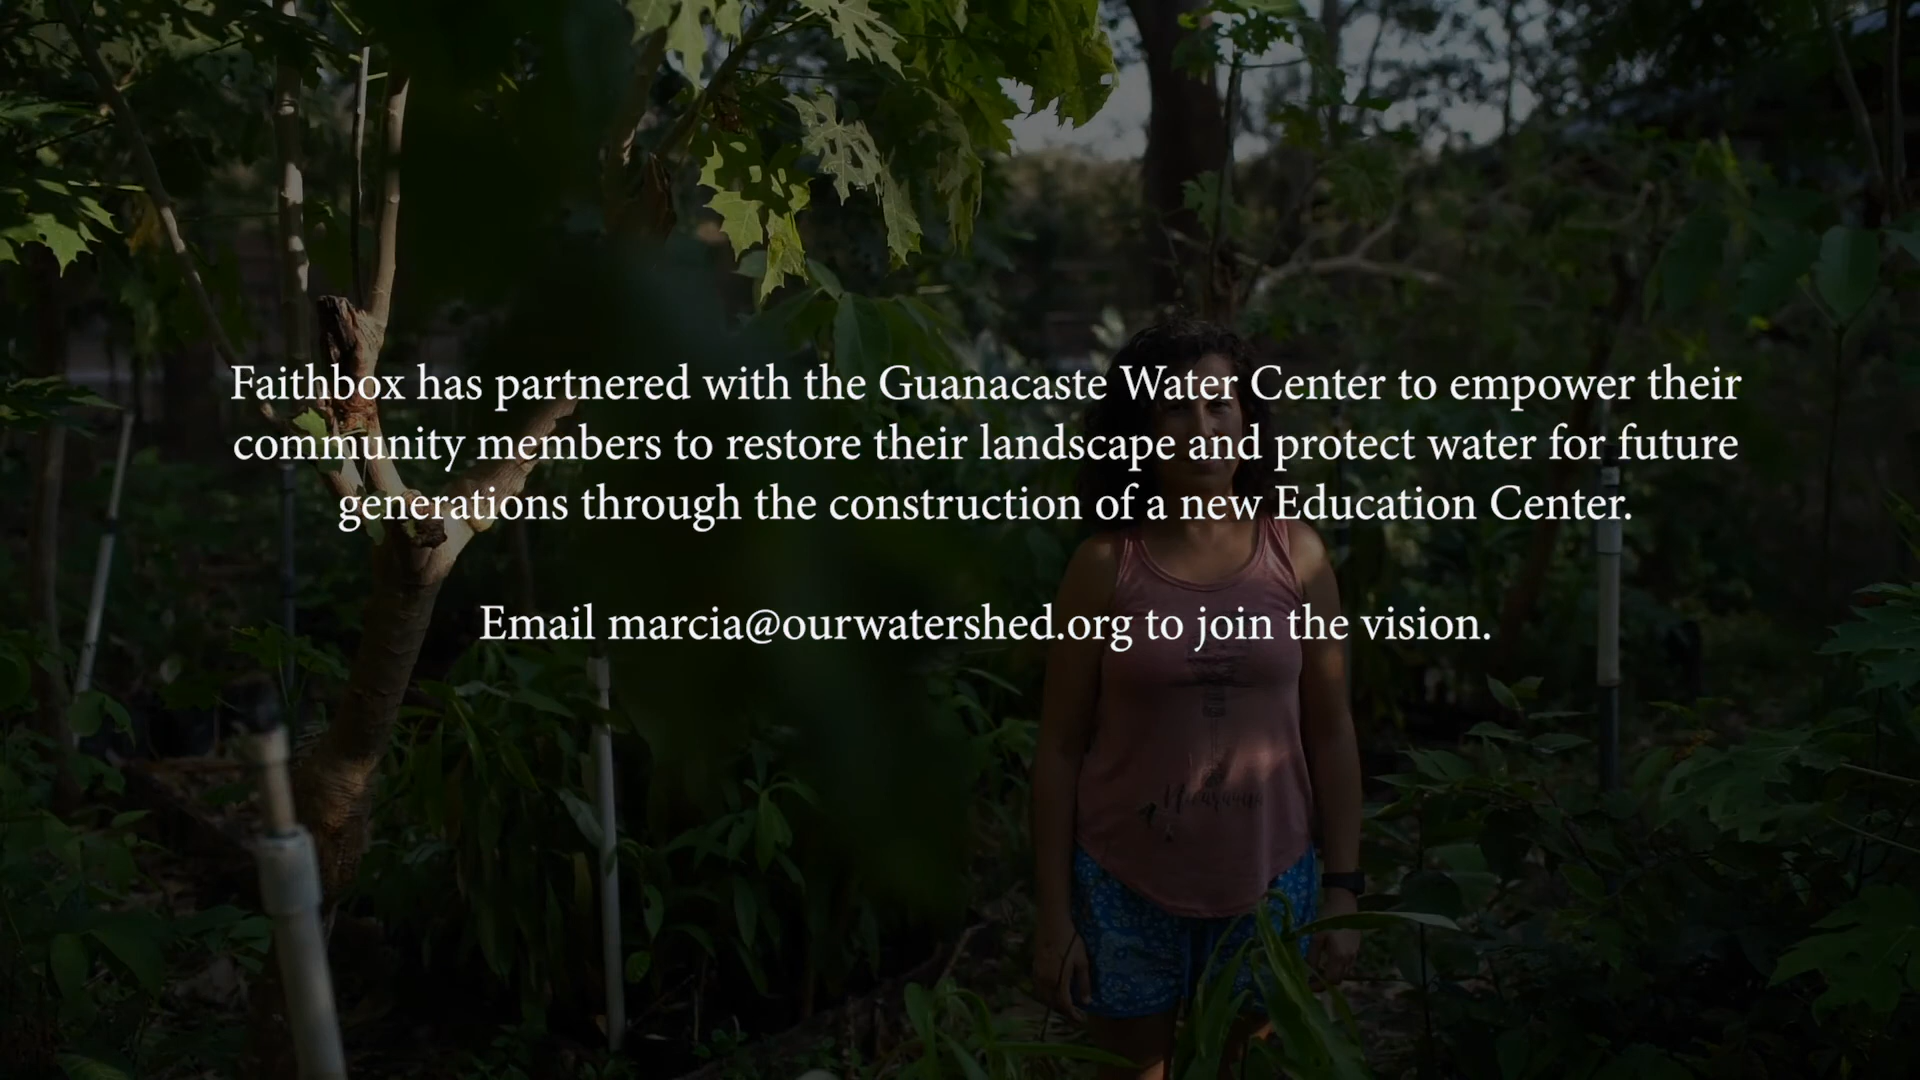 Faithbox has partnered with the Guanacaste Water Center to empower their
community members to restore their landscape and protect water for future
generations through the construction of a new Education Center.
Email marcia@ourwatershed.org to join the vision.